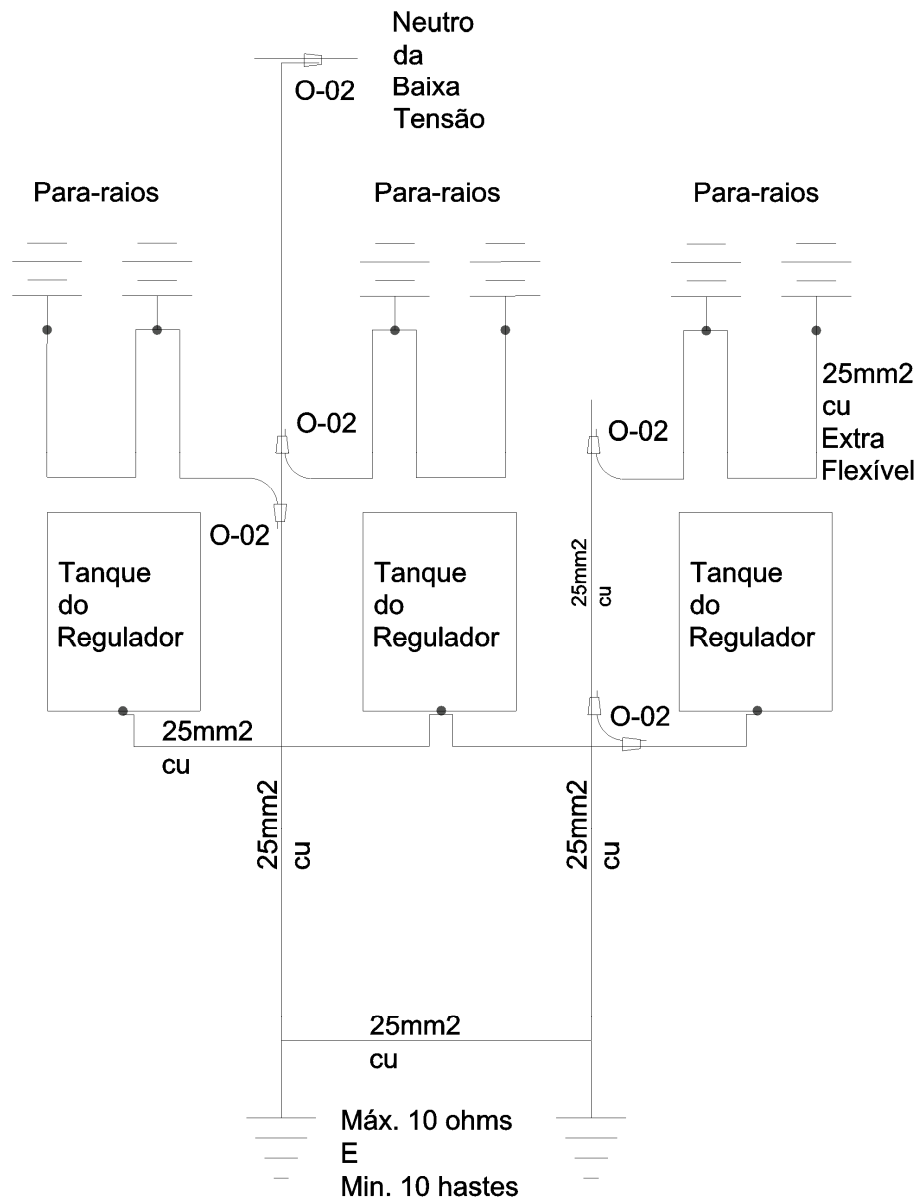 Neutro
da
Baixa
Tensão
O-02
Para-raios
Para-raios
Para-raios
25mm2
cu
Extra
Flexível
O-02
O-02
O-02
25mm2
cu
Tanque
do
Regulador
Tanque
do
Regulador
Tanque
do
Regulador
O-02
25mm2
cu
25mm2
cu
25mm2
cu
25mm2
cu
Máx. 10 ohms
E
Min. 10 hastes